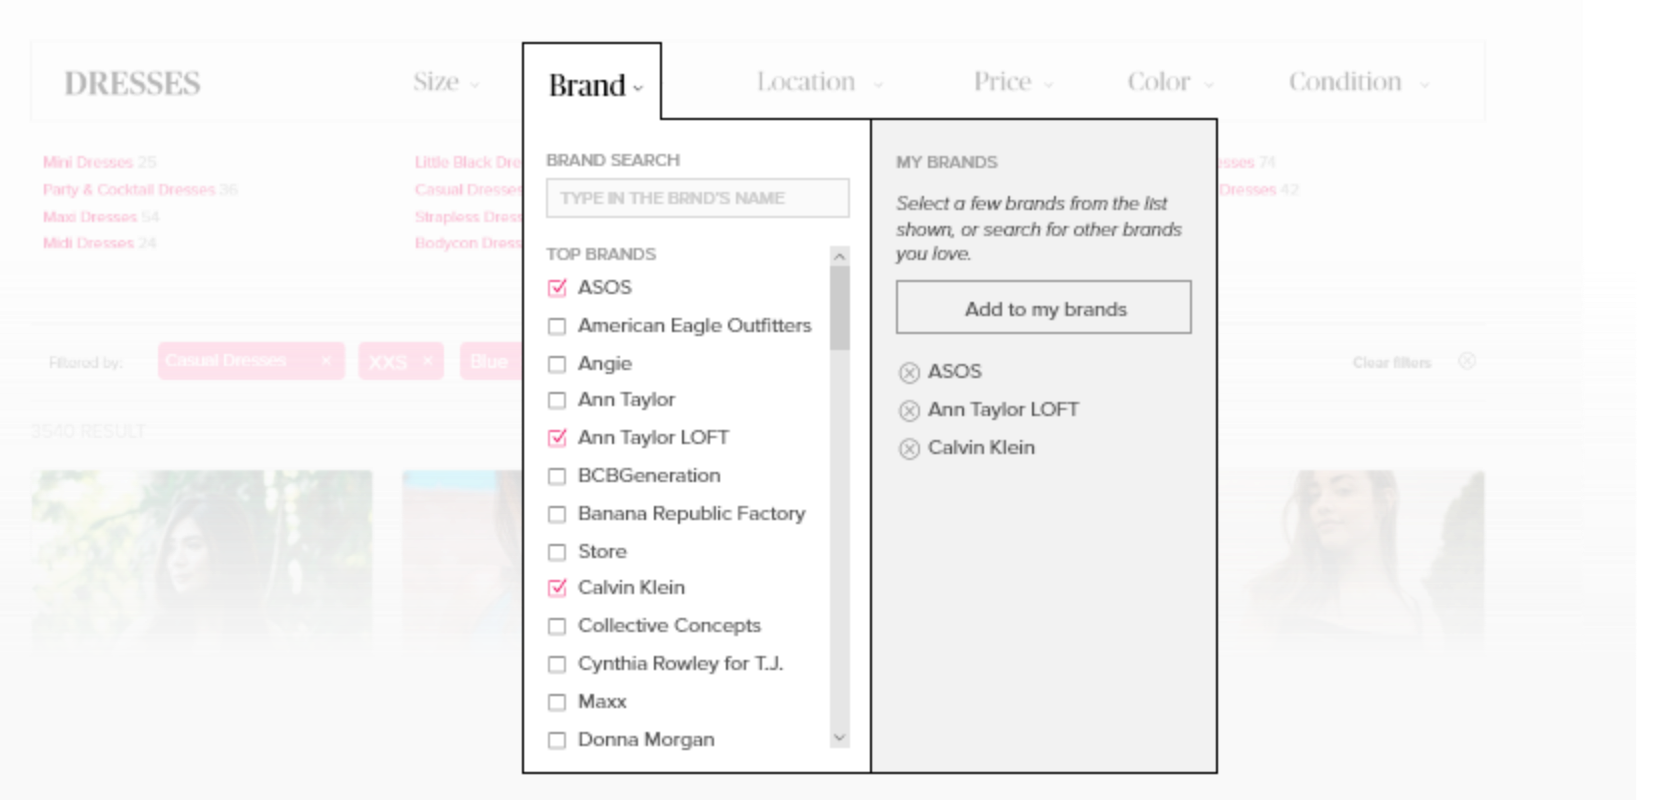 DRESSES
Size
Brand
Location
Price
Color
Condition
Mini Dresses 25
Party & Cocktail Dresses 36
Maxi Dresses 54
Midi Dresses 24
Little Black Dre
Casual Dresses
Strapless Dress
Bodycon Dress
sses 74
Dresses 42
BRAND SEARCH
TYPE IN THE BRND'S NAME
TOP BRANDS
ASOS
American Eagle Outfitters
Angie
Ann Taylor
Ann Taylor LOFT
BCBGeneration
Banana Republic Factory
Store
Calvin Klein
Collective Concepts
Cynthia Rowley for T.J.
Maxx
Donna Morgan
MY BRANDS
Select a few brands from the list
shown, or search for other brands
you love.
Add to my brands
ASOS
Ann Taylor LOFT
Calvin Klein
Filtered by:
Casual Dresses ×
XXS ×
Blue
Clear filters
3540 RESULT